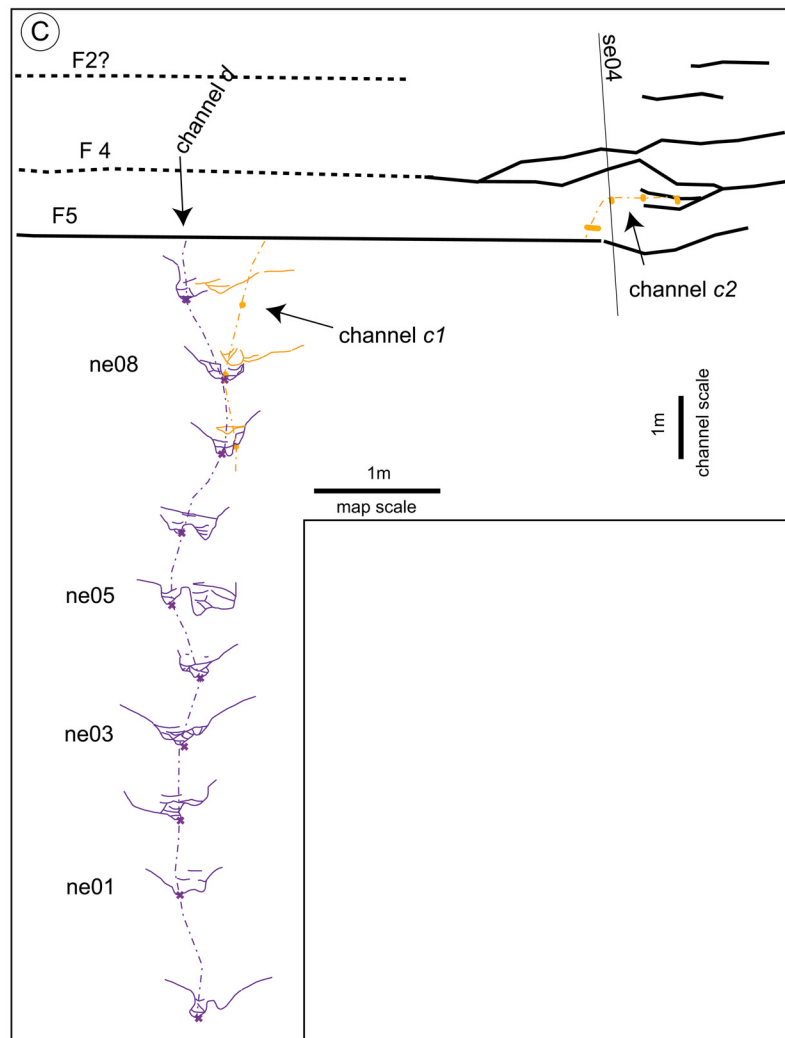 C
F2?
channel d
se04
F 4
F5
channel c2
channel c1
ne08
1m
channel scale
1m
map scale
ne05
ne03
ne01